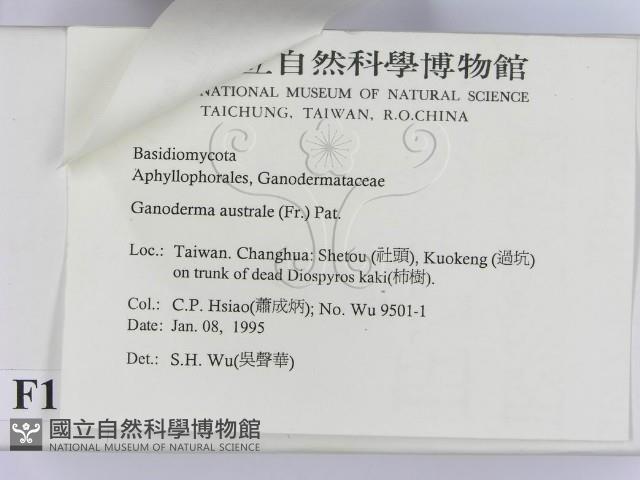 立自然科學博物館
NATIONAL MUSEUM OF NATURAL SCIENCE
TAICHUNG, TAIWAN, R.O.CHINA
Basidiomycota
Aphyllophorales, Ganodermataceae
Ganoderma australe (Fr.) Pat.
Loc.: Taiwan. Changhua: Shetou (社頭), Kuokeng (過坑)
on trunk of dead Diospyros kaki(柿樹).
Col.: C.P. Hsiao(蕭成炳); No. Wu 9501-1
Date: Jan. 08, 1995
Det.: S.H. Wu(吳聲華)
F1
國立自然科學博物館
NATIONAL MUSEUM OF NATURAL SCIENCE